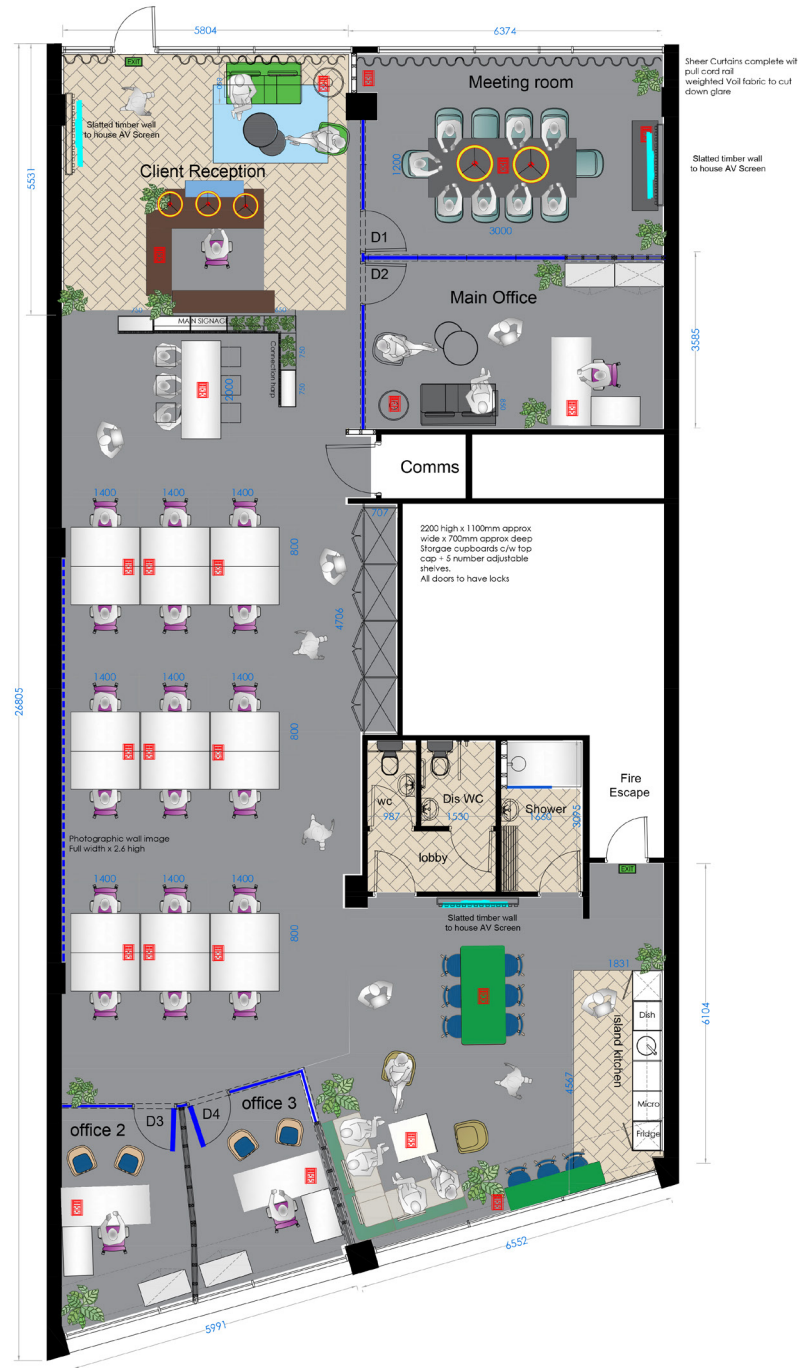 5804
6374
EXIT
Sheer Curtains complete wit
pull cord rail
weighted Voil fabric to cut
down glare
Meeting room
880
Slatted timber wall
to house AV Screen
Client Reception
1200
3000
Slatted timber wall
to house AV Screen
5531
D1
D2
Main Office
3585
880
MAIN SIGNAGE
750
750
Connection harp
2000
Comms
1400
1400
1400
800
707
2200 high x 1100mm approx
wide x 700mm approx deep
Storgae cupboards c/w top
cap + 5 number adjustable
shelves.
All doors to have locks
4706
26805
1400
1400
1400
800
wc
987
Dis WC
1530
Shower
1660
3095
lobby
Fire
Escape
EXIT
Photographic wall image
Full width x 2.6 high
1400
1400
1400
800
Slatted timber wall
to house AV Screen
1831
Dish
island kitchen
Micro
Fridge
6104
4567
office 2
D3
D4
office 3
6552
5991